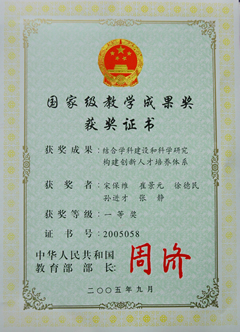 国家级教学成果奖
获奖证书
获奖成果：综合学科建设和科学研究
构建创新人才培养体系
获奖者：宋保维 崔景元 徐德民
孙进才 张静
获奖等级：一等奖
证书号：2005058
中华人民共和国
教育部部长：周济
二〇〇五年九月